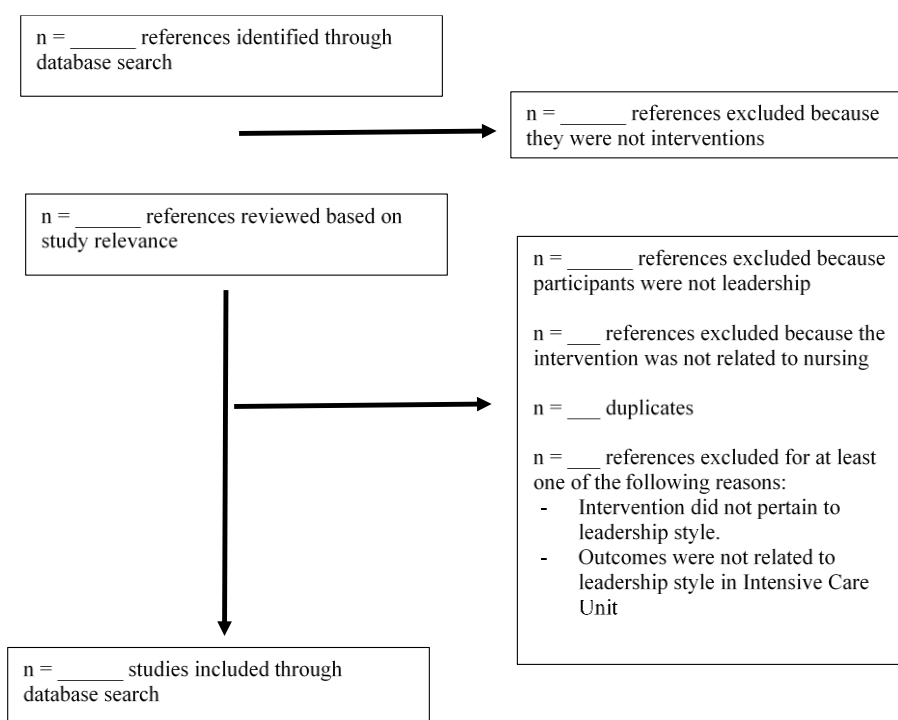 n = ______ references identified through
database search
n = ______ references excluded because
they were not interventions
n = ______ references reviewed based on
study relevance
n = ______ references excluded because
participants were not leadership
n = ___ references excluded because the
intervention was not related to nursing
n = ___ duplicates
n = ___ references excluded for at least
one of the following reasons:
- Intervention did not pertain to
leadership style.
- Outcomes were not related to
leadership style in Intensive Care
Unit
n = ______ studies included through
database search